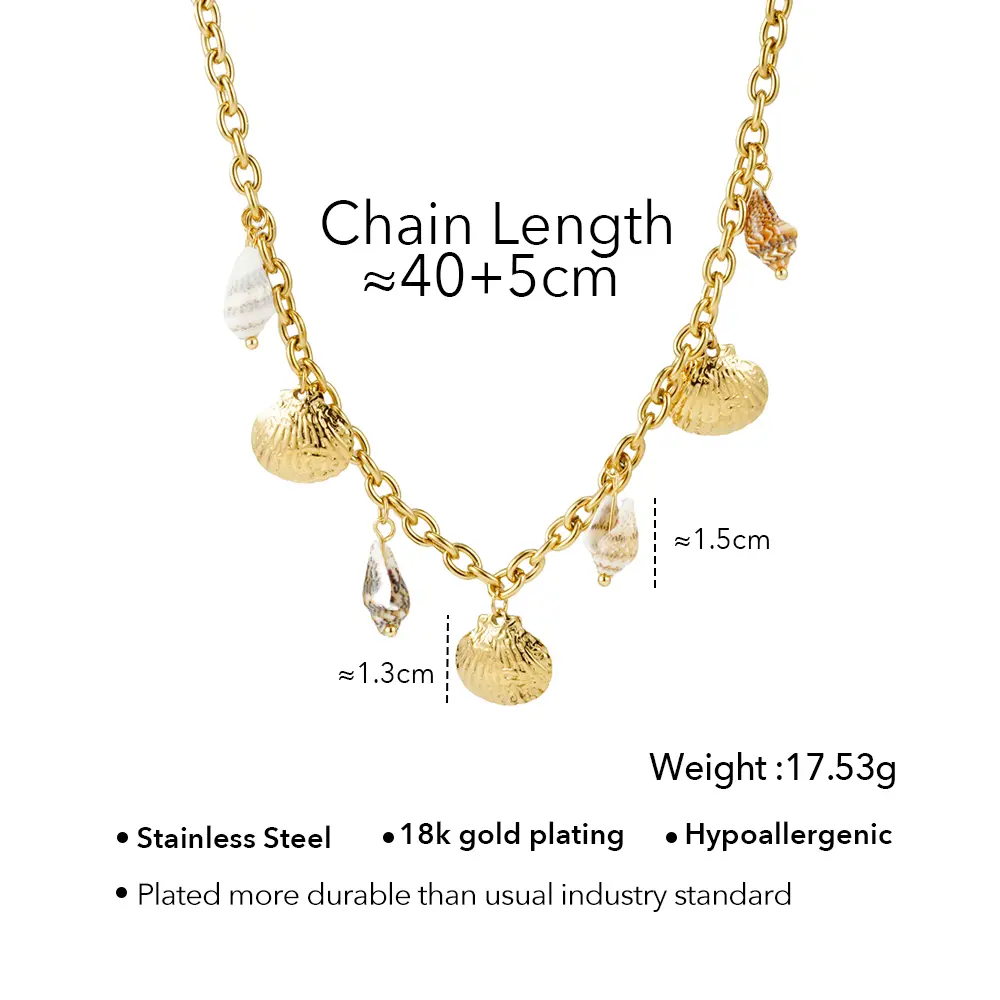 Chain Length
≈40+5cm
≈1.5cm
≈1.3cm
Weight :17.53g
• Stainless Steel • 18k gold plating • Hypoallergenic
• Plated more durable than usual industry standard